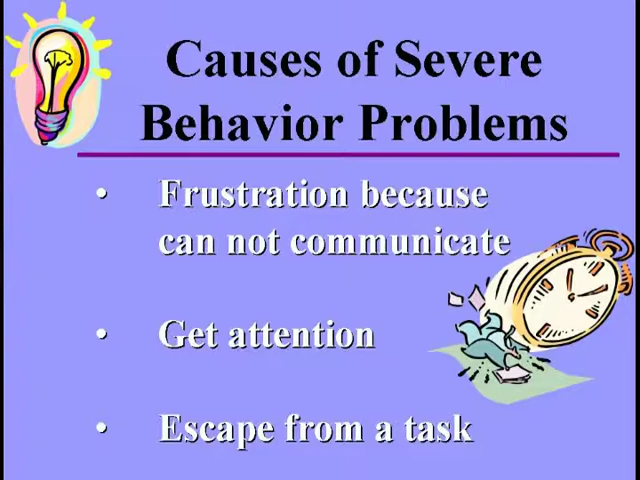 Causes of Severe
Behavior Problems
• Frustration because
can not communicate
• Get attention
• Escape from a task